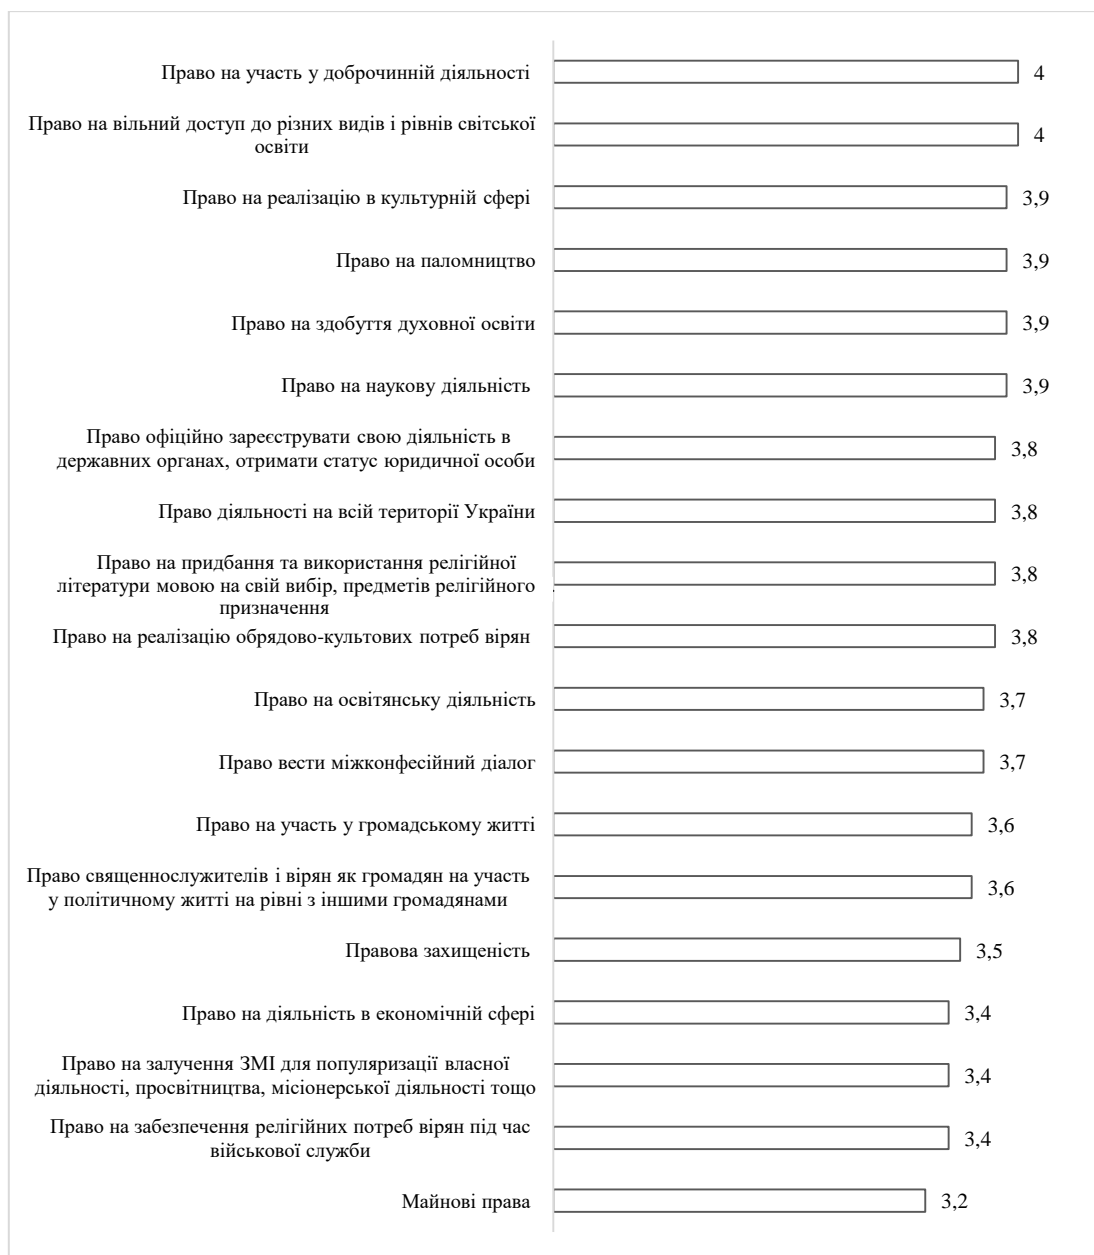 Право на участь у доброчинній діяльності
4
Право на вільний доступ до різних видів і рівнів світської
освіти
4
Право на реалізацію в культурній сфері
3,9
Право на паломництво
3,9
Право на здобуття духовної освіти
3,9
Право на наукову діяльність
3,9
Право офіційно зареєструвати свою діяльність в
державних органах, отримати статус юридичної особи
3,8
Право діяльності на всій території України
3,8
Право на придбання та використання релігійної
літератури мовою на свій вибір, предметів релігійного
призначення
3,8
Право на реалізацію обрядово-культових потреб вірян
3,8
Право на освітянську діяльність
3,7
Право вести міжконфесійний діалог
3,7
Право на участь у громадському житті
3,6
Право священнослужителів і вірян як громадян на участь
у політичному житті на рівні з іншими громадянами
3,6
Правова захищеність
3,5
Право на діяльність в економічній сфері
3,4
Право на залучення ЗМІ для популяризації власної
діяльності, просвітництва, місіонерської діяльності тощо
3,4
Право на забезпечення релігійних потреб вірян під час
військової служби
3,4
Майнові права
3,2